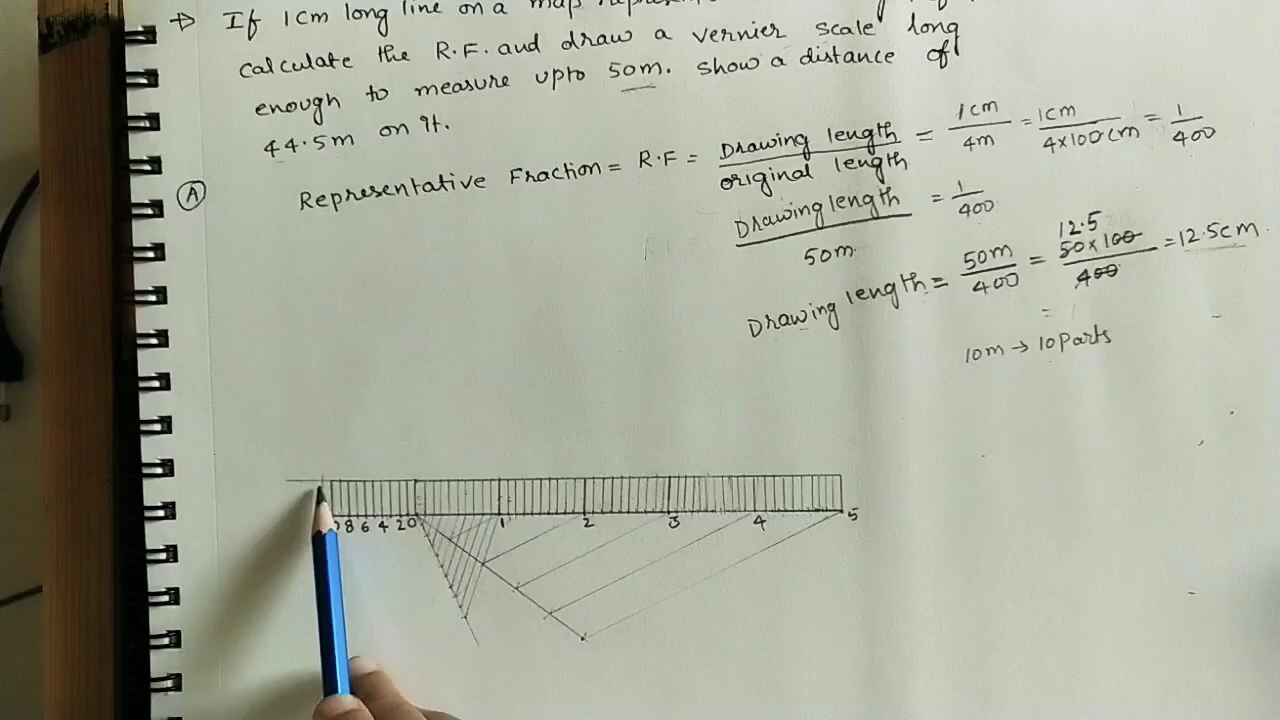 → If 1cm long line on a map
calculate the R.F. and draw a vernier scale long
enough to measure upto 50m. show a distance of
44.5m on it.
(A) Representative Fraction = R.F = Drawing length / original length = 1cm / 4m = 1cm / 4x100cm = 1 / 400
Drawing length / 50m = 1 / 400
Drawing length = 50m / 400 = 12.5 50x100 / 400 = 12.5cm.
10m → 10parts
8 6 4 2 0 1 2 3 4 5